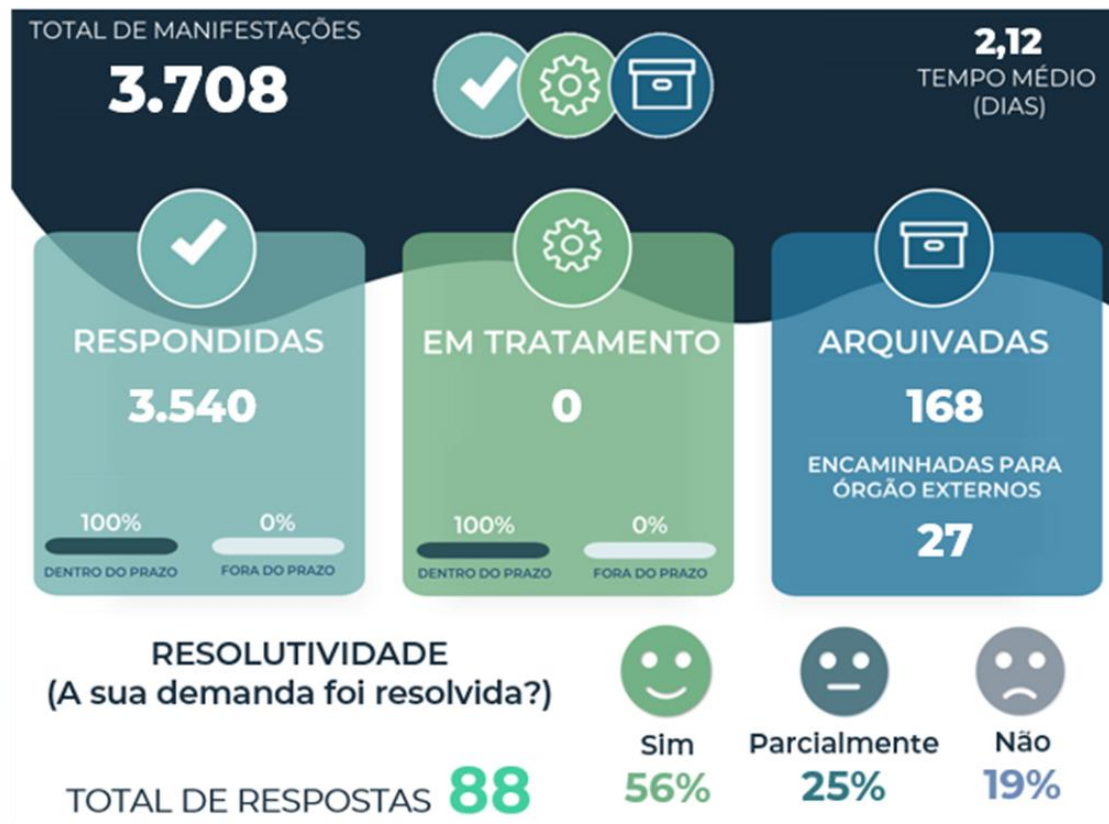 TOTAL DE MANIFESTAÇÕES
3.708
2,12
TEMPO MÉDIO
(DIAS)
RESPONDIDAS
3.540
100%
0%
DENTRO DO PRAZO
FORA DO PRAZO
EM TRATAMENTO
0
100%
0%
DENTRO DO PRAZO
FORA DO PRAZO
ARQUIVADAS
168
ENCAMINHADAS PARA
ÓRGÃO EXTERNOS
27
RESOLUTIVIDADE
(A sua demanda foi resolvida?)
TOTAL DE RESPOSTAS 88
Sim
56%
Parcialmente
25%
Não
19%